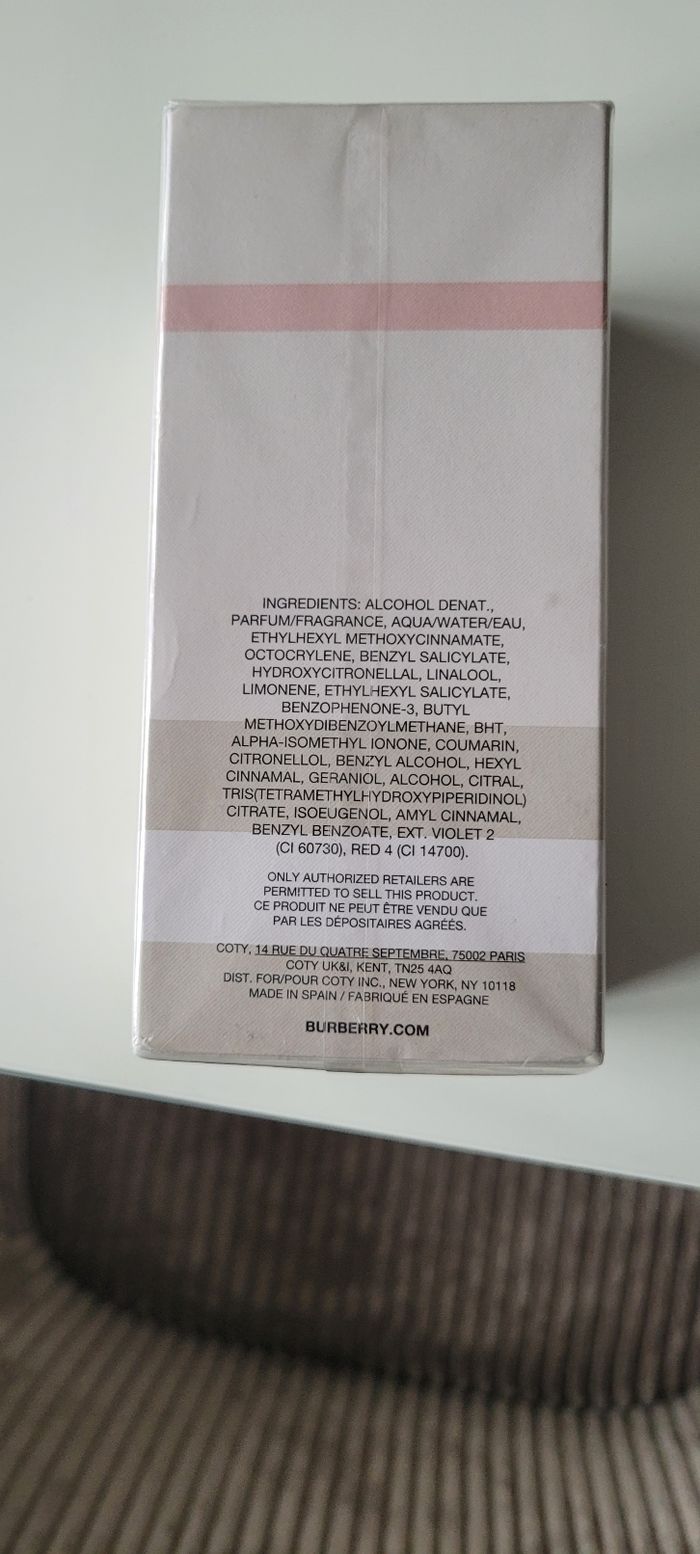 INGREDIENTS: ALCOHOL DENAT.,
PARFUM/FRAGRANCE, AQUA/WATER/EAU,
ETHYLHEXYL METHOXYCINNAMATE,
OCTOCRYLENE, BENZYL SALICYLATE,
HYDROXYCITRONELLAL, LINALOOL,
LIMONENE, ETHYLHEXYL SALICYLATE,
BENZOPHENONE-3, BUTYL
METHOXYDIBENZOYLMETHANE, BHT,
ALPHA-ISOMETHYL IONONE, COUMARIN,
CITRONELLOL, BENZYL ALCOHOL, HEXYL
CINNAMAL, GERANIOL, ALCOHOL, CITRAL,
TRIS(TETRAMETHYLHYDROXYPIPERIDINOL)
CITRATE, ISOEUGENOL, AMYL CINNAMAL,
BENZYL BENZOATE, EXT. VIOLET 2
(CI 60730), RED 4 (CI 14700).
ONLY AUTHORIZED RETAILERS ARE
PERMITTED TO SELL THIS PRODUCT.
CE PRODUIT NE PEUT ÊTRE VENDU QUE
PAR LES DÉPOSITAIRES AGRÉÉS.
COTY, 14 RUE DU QUATRE SEPTEMBRE, 75002 PARIS
COTY UK&I, KENT, TN25 4AQ
DIST. FOR/POUR COTY INC., NEW YORK, NY 10118
MADE IN SPAIN / FABRIQUÉ EN ESPAGNE
BURBERRY.COM